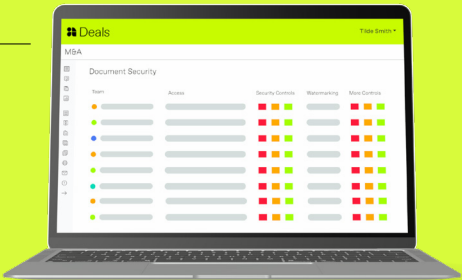 Deals
Tilde Smith
M&A
Document Security
Team Access Security Controls Watermarking More Controls